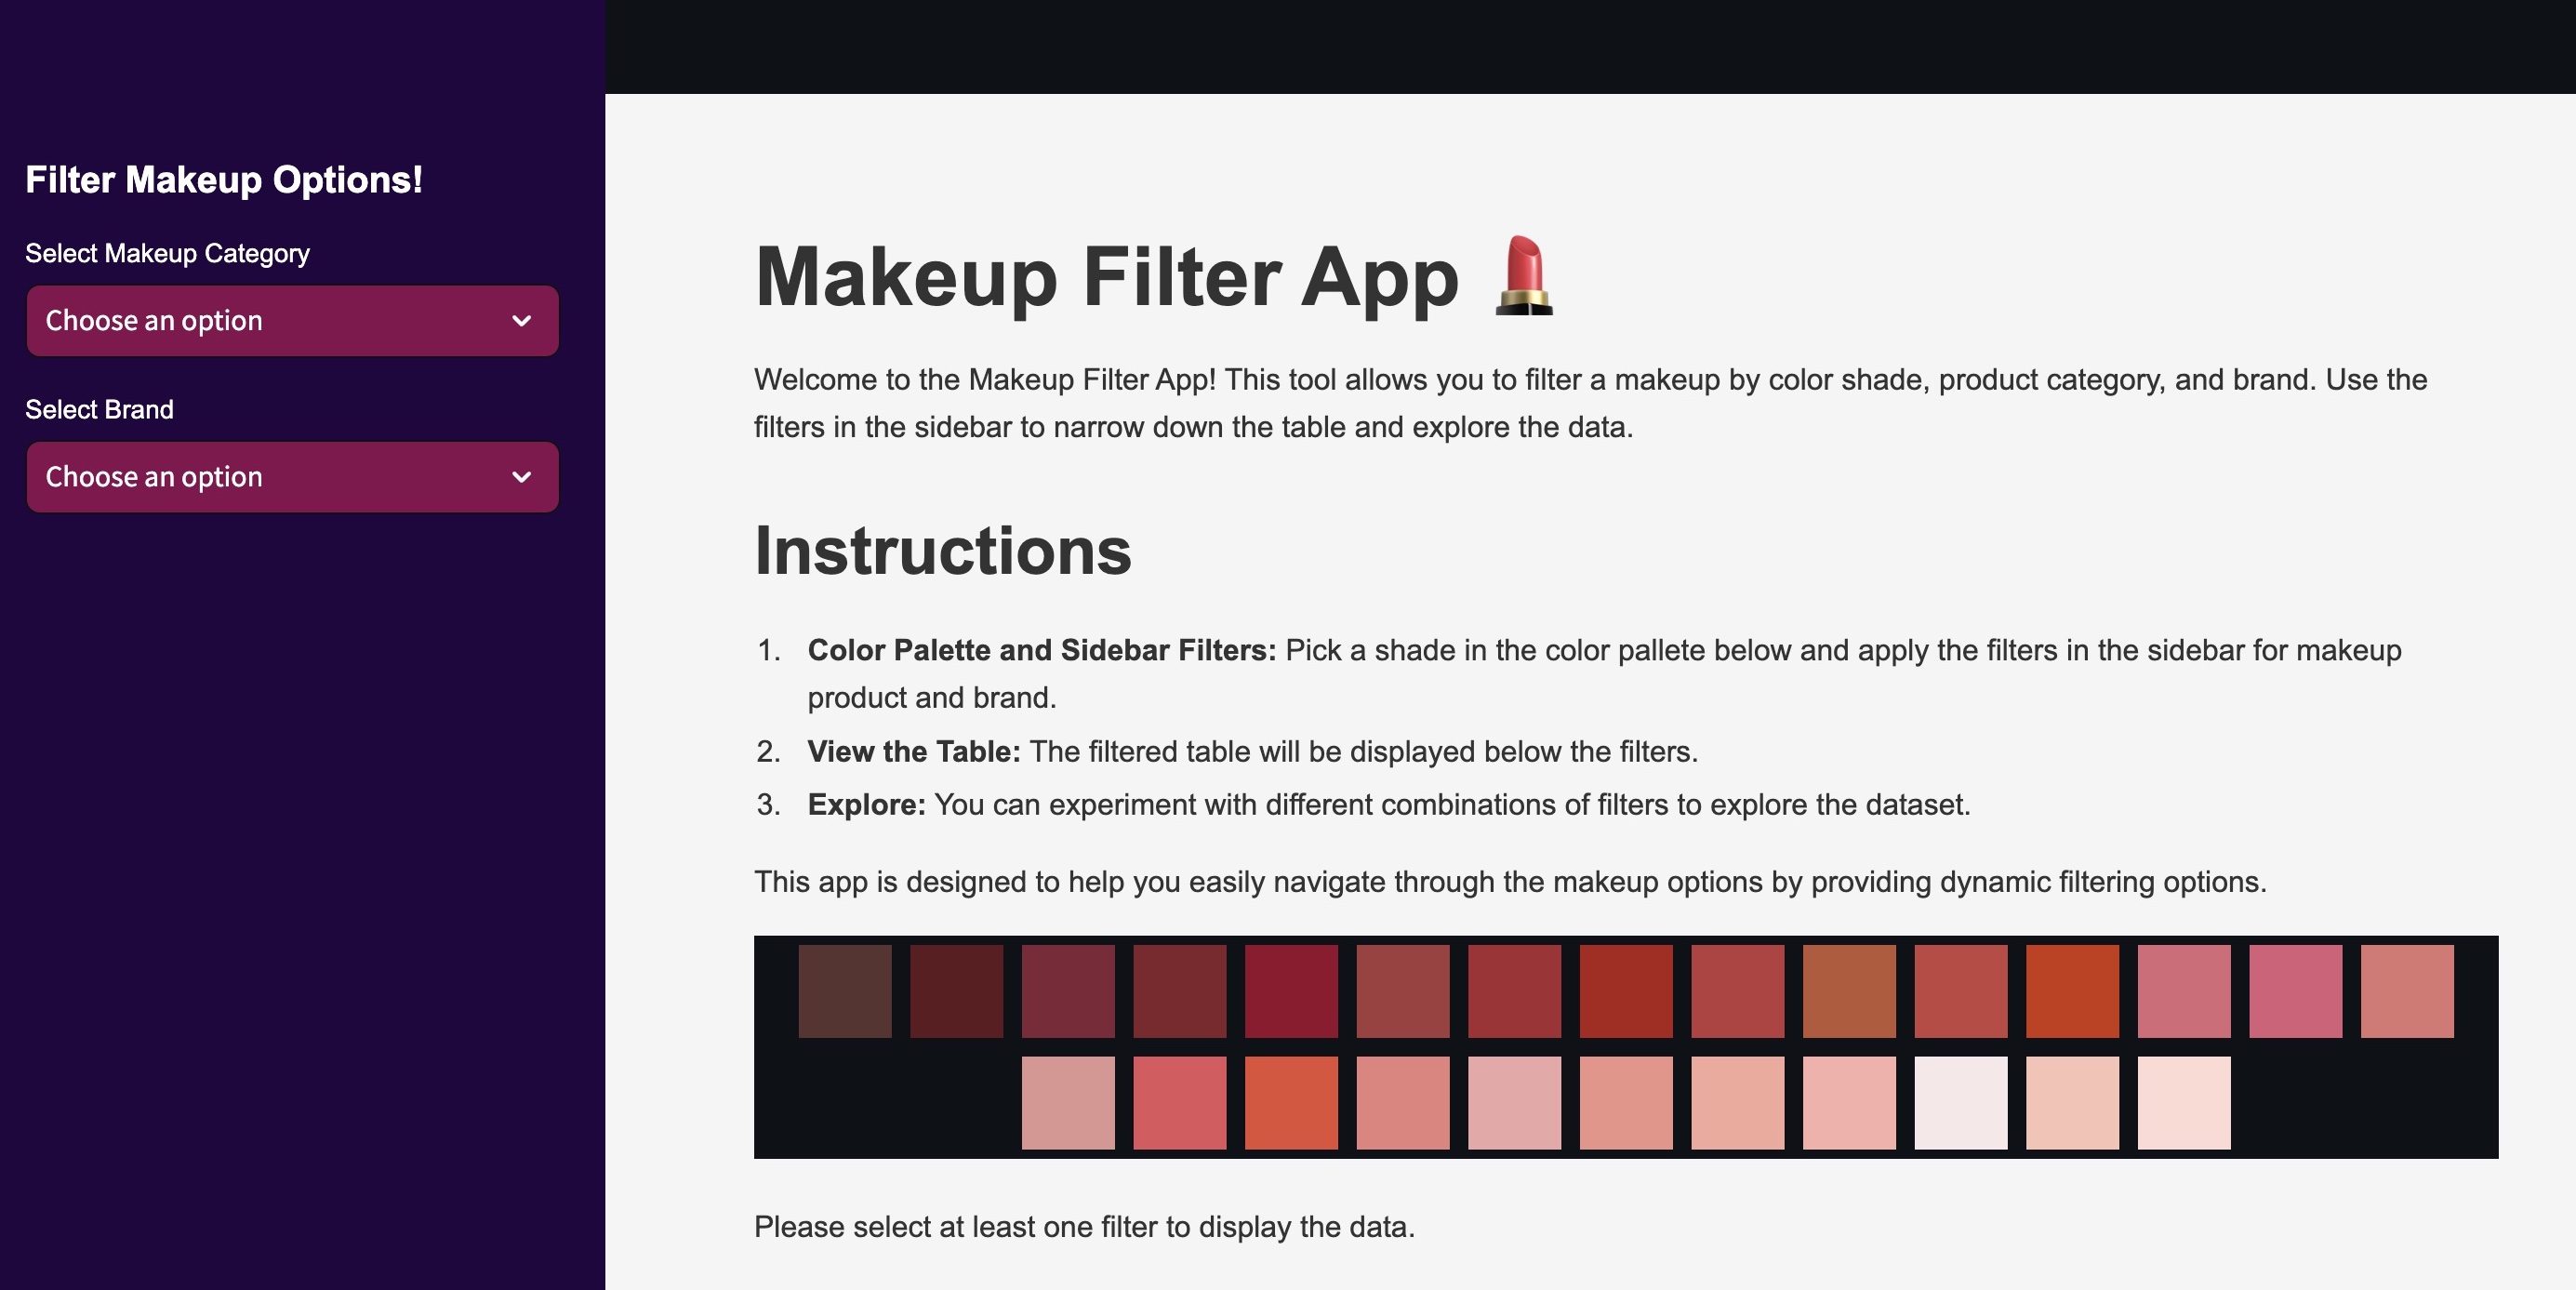 Filter Makeup Options!
Select Makeup Category
Choose an option
Select Brand
Choose an option
Makeup Filter App 💄
Welcome to the Makeup Filter App! This tool allows you to filter a makeup by color shade, product category, and brand. Use the
filters in the sidebar to narrow down the table and explore the data.
Instructions
1. Color Palette and Sidebar Filters: Pick a shade in the color pallete below and apply the filters in the sidebar for makeup
product and brand.
2. View the Table: The filtered table will be displayed below the filters.
3. Explore: You can experiment with different combinations of filters to explore the dataset.
This app is designed to help you easily navigate through the makeup options by providing dynamic filtering options.
Please select at least one filter to display the data.